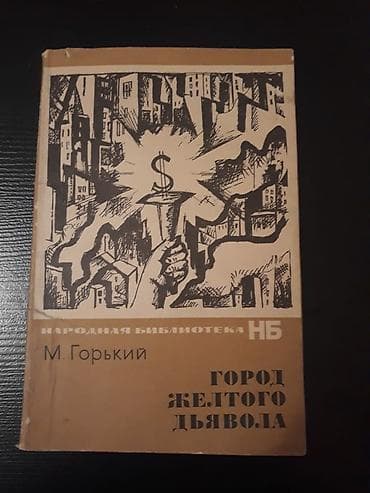 $
НАРОДНАЯ БИБЛИОТЕКА НБ
М. Горький
ГОРОД
ЖЕЛТОГО
ДЬЯВОЛА